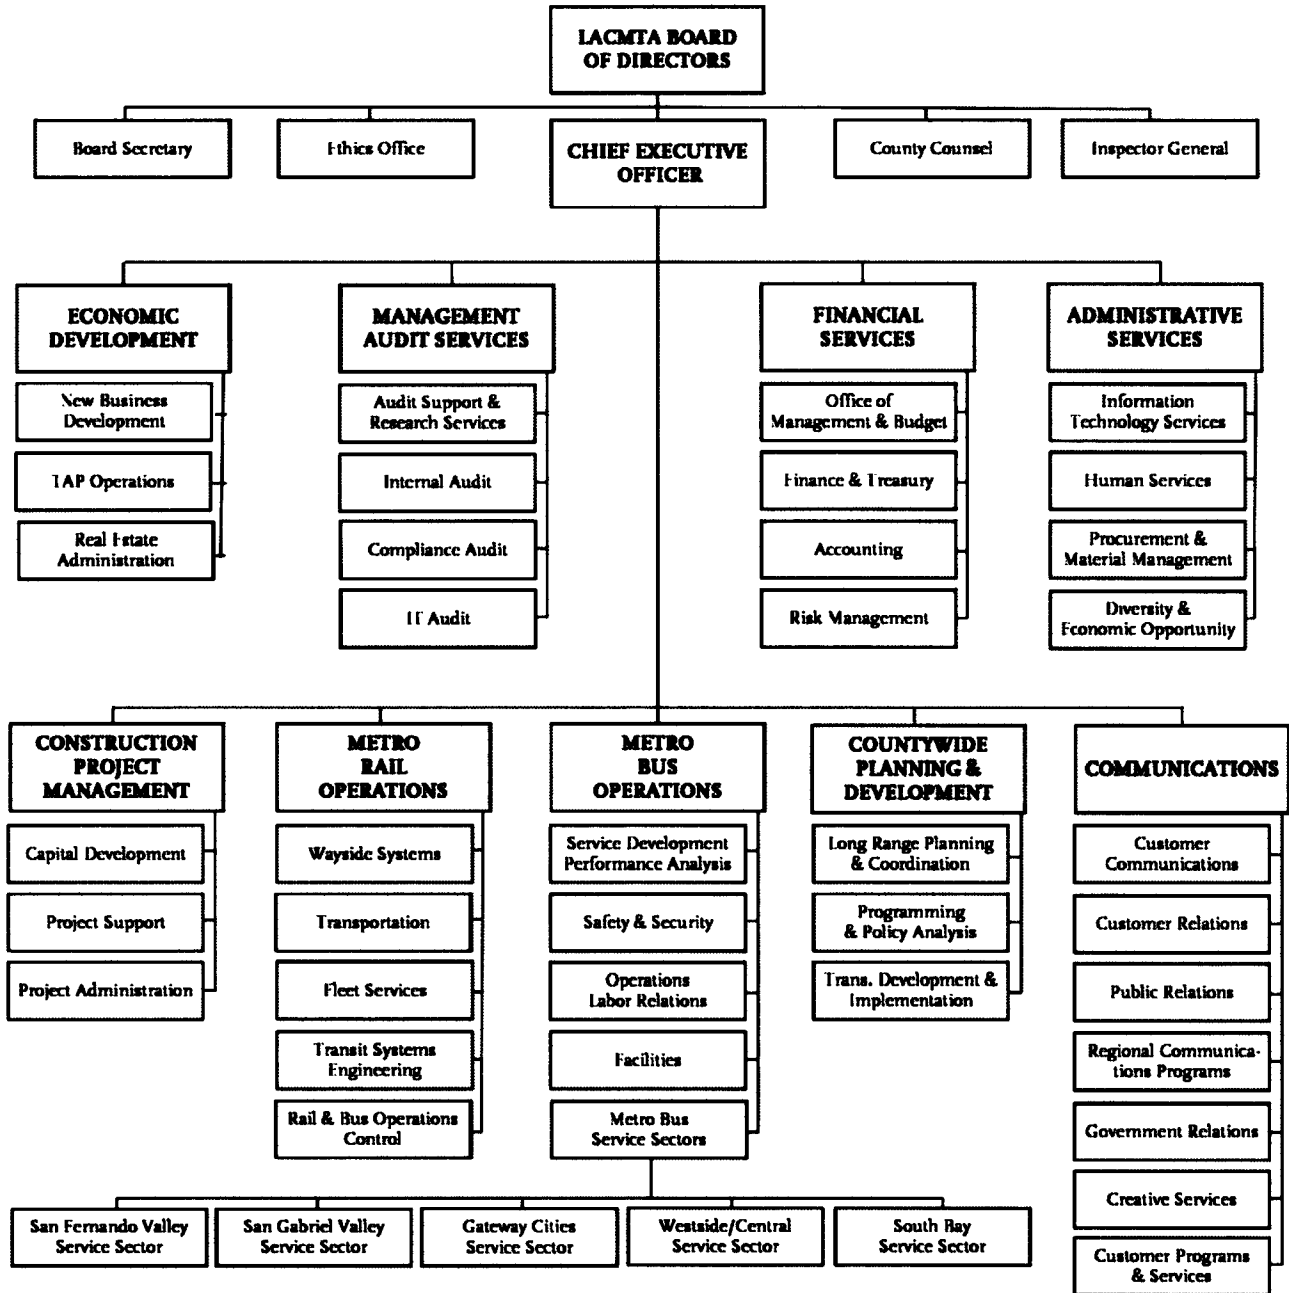 LACMTA BOARD
OF DIRECTORS
Board Secretary
Ethics Office
CHIEF EXECUTIVE
OFFICER
County Counsel
Inspector General
ECONOMIC
DEVELOPMENT
New Business
Development
TAP Operations
Real Estate
Administration
MANAGEMENT
AUDIT SERVICES
Audit Support &
Research Services
Internal Audit
Compliance Audit
IT Audit
FINANCIAL
SERVICES
Office of
Management & Budget
Finance & Treasury
Accounting
Risk Management
ADMINISTRATIVE
SERVICES
Information
Technology Services
Human Services
Procurement &
Material Management
Diversity &
Economic Opportunity
CONSTRUCTION
PROJECT
MANAGEMENT
Capital Development
Project Support
Project Administration
METRO
RAIL
OPERATIONS
Wayside Systems
Transportation
Fleet Services
Transit Systems
Engineering
Rail & Bus Operations
Control
METRO
BUS
OPERATIONS
Service Development
Performance Analysis
Safety & Security
Operations
Labor Relations
Facilities
Metro Bus
Service Sectors
COUNTYWIDE
PLANNING &
DEVELOPMENT
Long Range Planning
& Coordination
Programming
& Policy Analysis
Trans. Development &
Implementation
COMMUNICATIONS
Customer
Communications
Customer Relations
Public Relations
Regional Communica-
tions Programs
Government Relations
Creative Services
Customer Programs
& Services
San Fernando Valley
Service Sector
San Gabriel Valley
Service Sector
Gateway Cities
Service Sector
Westside/Central
Service Sector
South Bay
Service Sector